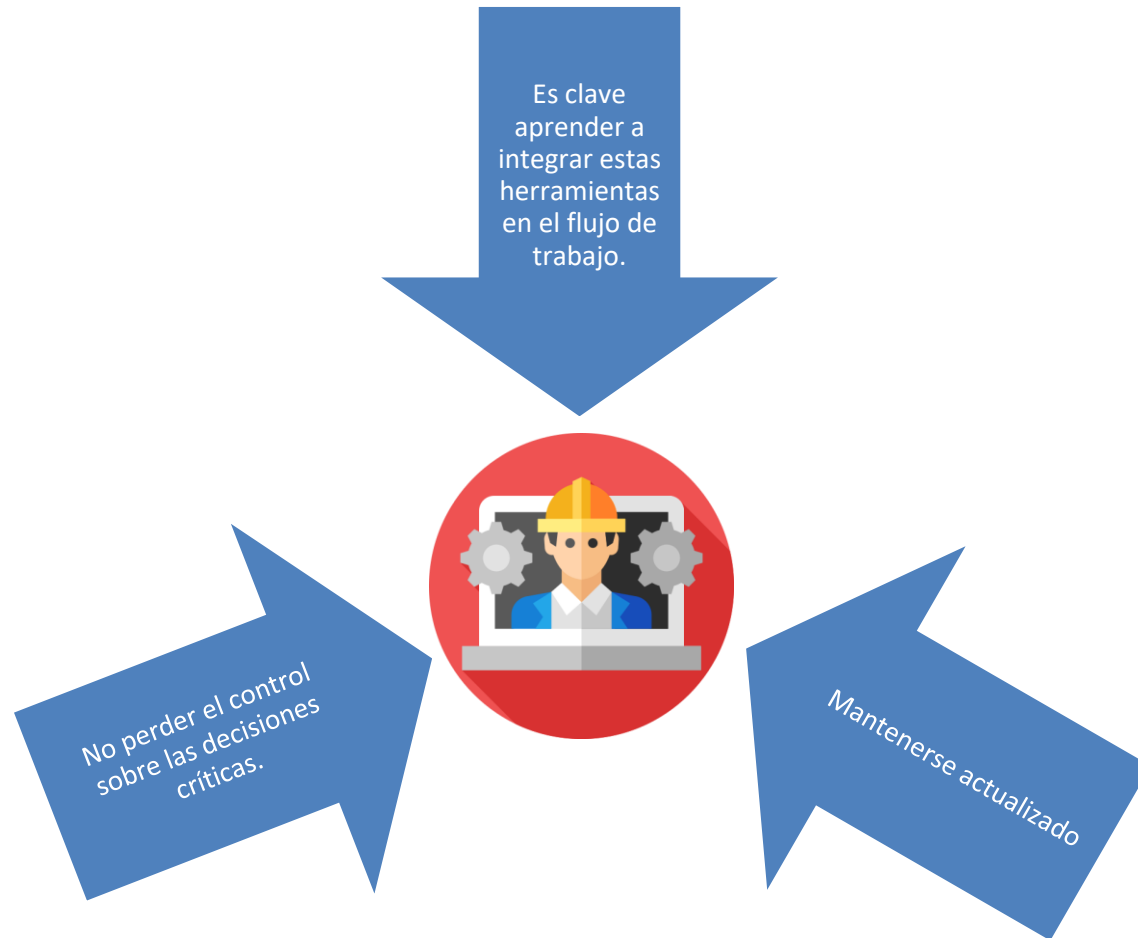 Es clave
aprender a
integrar estas
herramientas
en el flujo de
trabajo.
No perder el control
sobre las decisiones
críticas.
Mantenerse actualizado